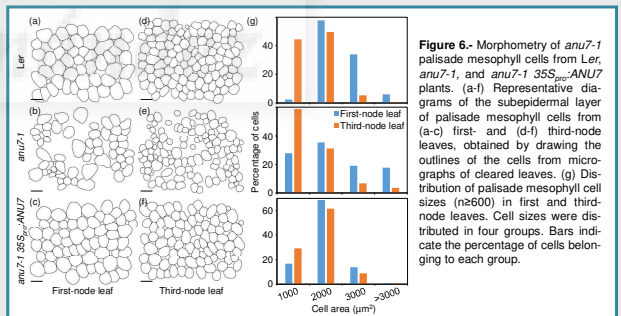 (a)
(d)
(g)
Ler
(b)
(e)
anu7-1
(c)
(f)
anu7-1 35Spro:ANU7
First-node leaf
Third-node leaf
Percentage of cells
40
20
0
First-node leaf
Third-node leaf
40
20
0
60
40
20
0
1000
2000
3000
>3000
Cell area (µm²)
Figure 6.- Morphometry of anu7-1
palisade mesophyll cells from Ler,
anu7-1, and anu7-1 35Spro:ANU7
plants. (a-f) Representative dia-
grams of the subepidermal layer
of palisade mesophyll cells from
(a-c) first- and (d-f) third-node
leaves, obtained by drawing the
outlines of the cells from micro-
graphs of cleared leaves. (g) Dis-
tribution of palisade mesophyll cell
sizes (n≥600) in first and third-
node leaves. Cell sizes were dis-
tributed in four groups. Bars indi-
cate the percentage of cells belon-
ging to each group.